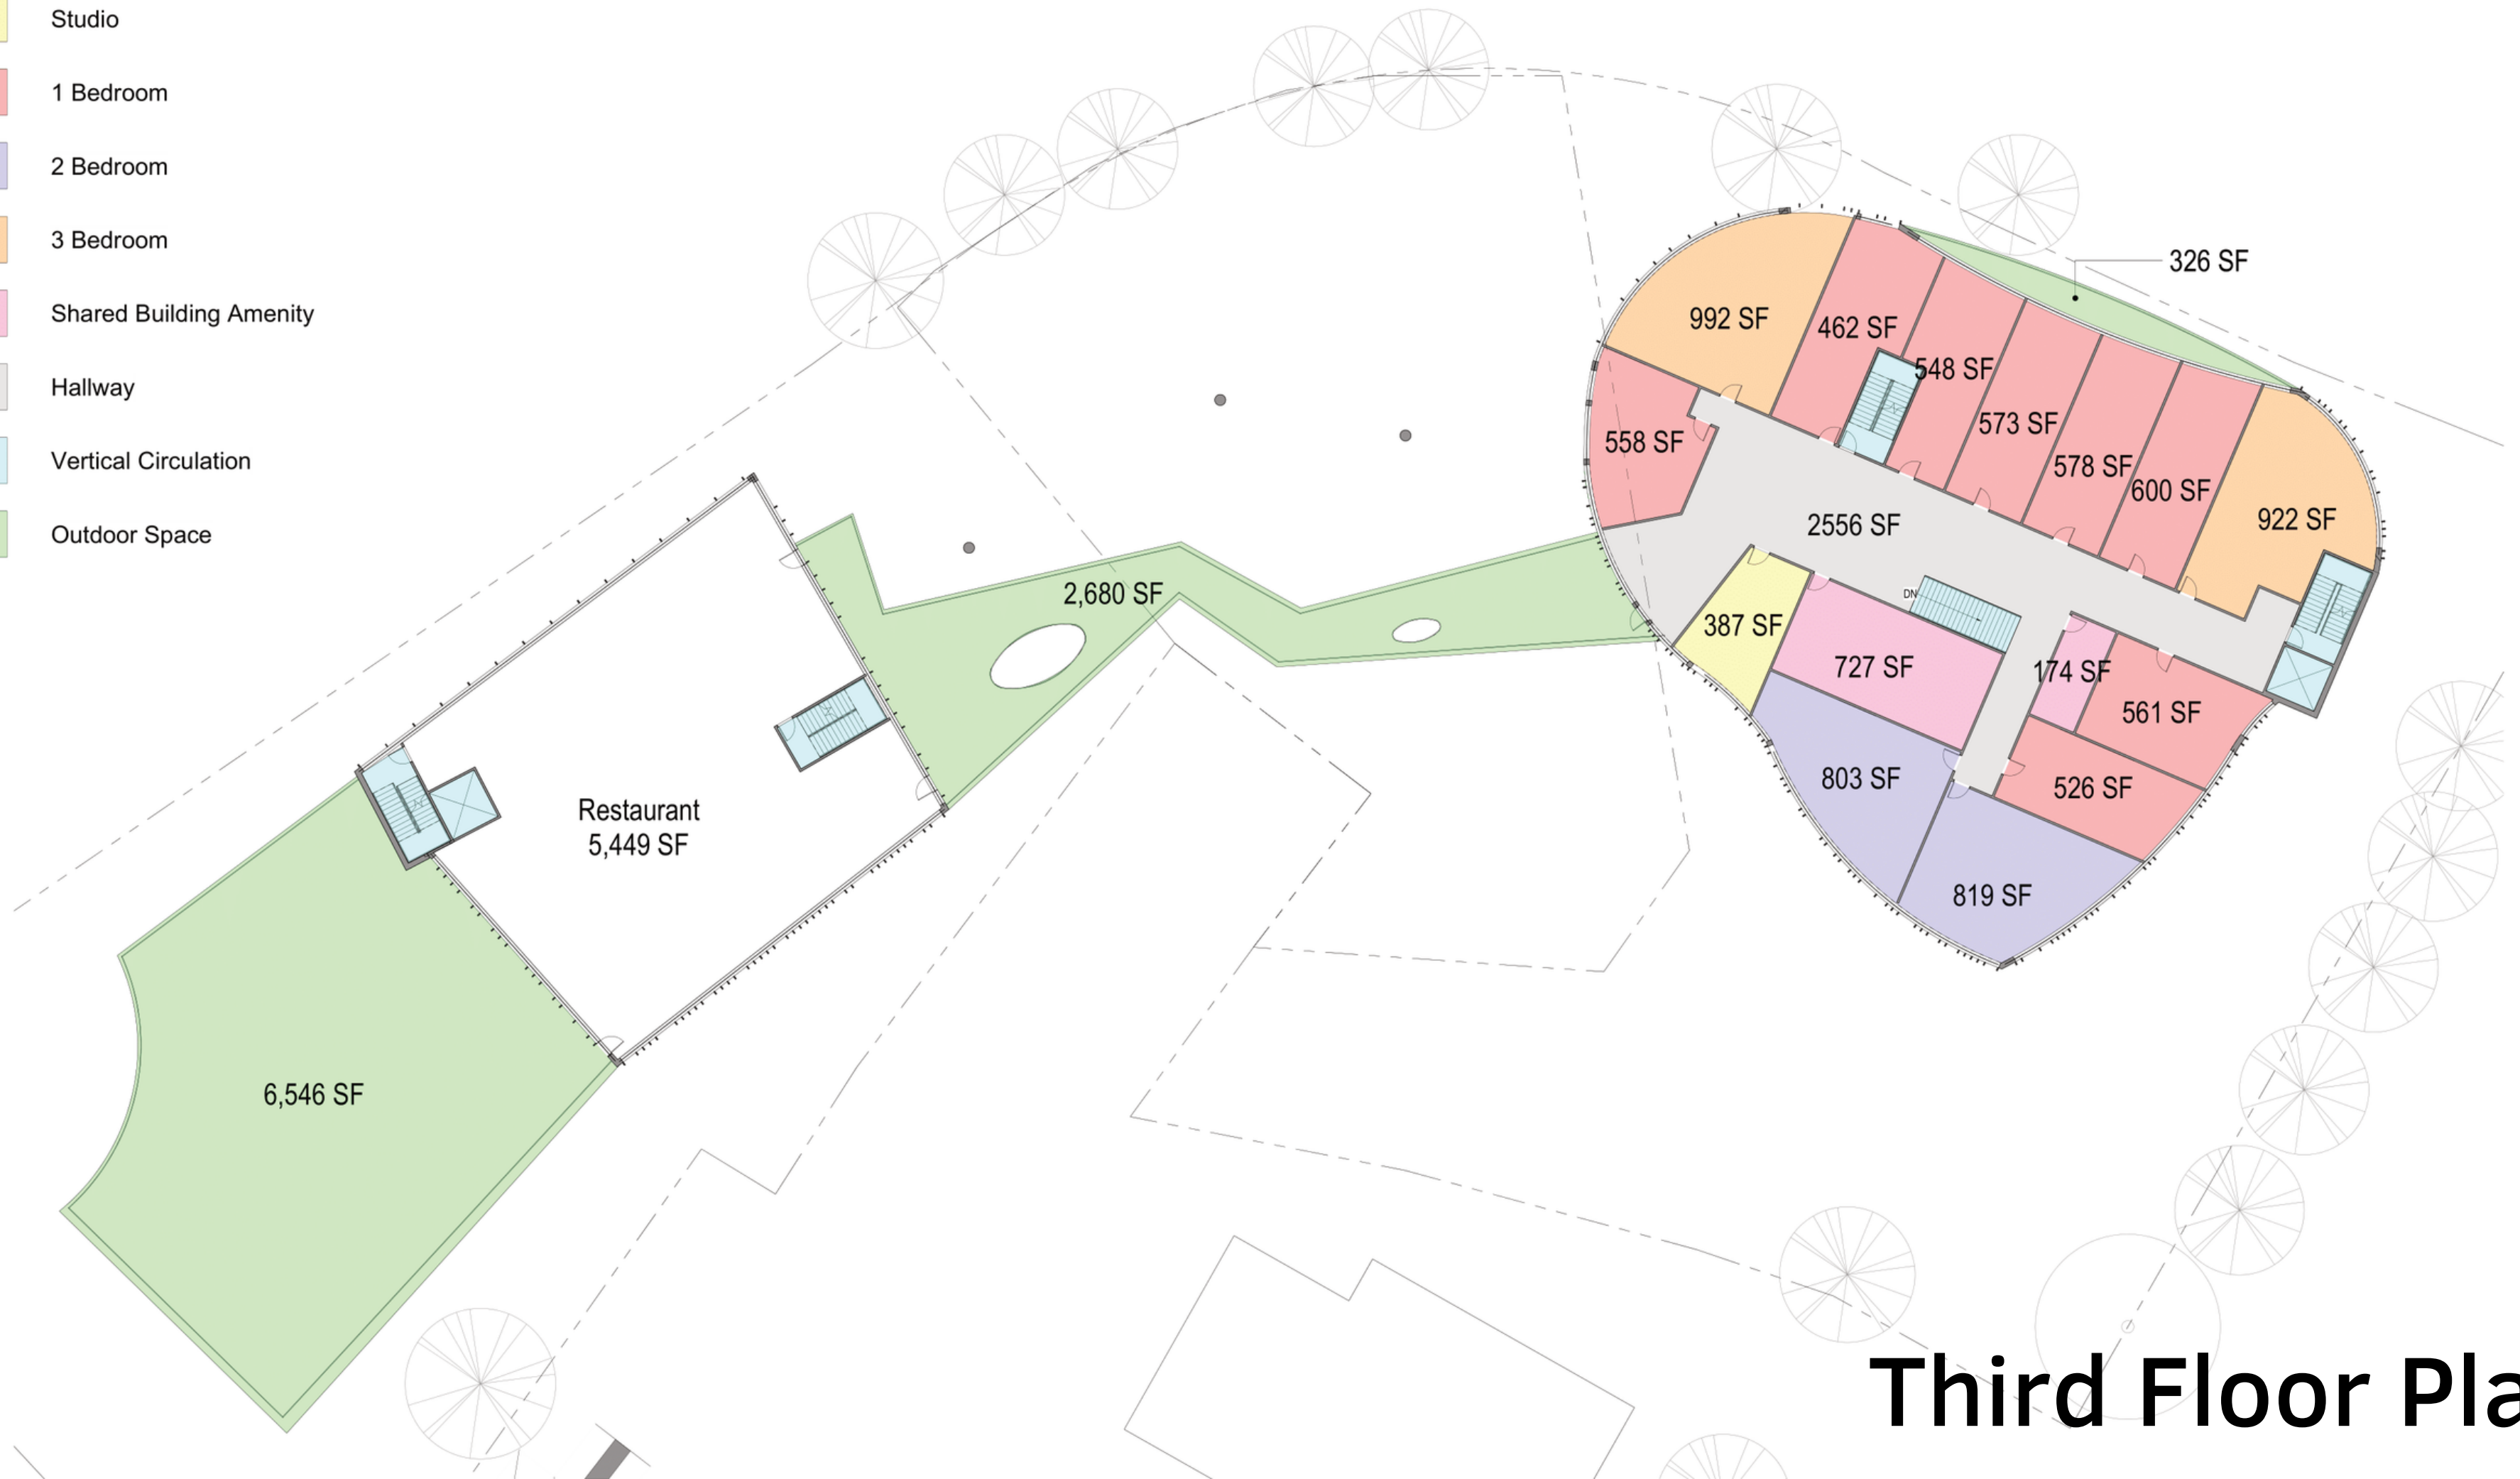 Studio
1 Bedroom
2 Bedroom
3 Bedroom
Shared Building Amenity
Hallway
Vertical Circulation
Outdoor Space
326 SF
992 SF
462 SF
548 SF
573 SF
558 SF
578 SF
600 SF
922 SF
2556 SF
2,680 SF
DN
387 SF
727 SF
174 SF
561 SF
803 SF
526 SF
Restaurant
5,449 SF
819 SF
6,546 SF
Third Floor Pla